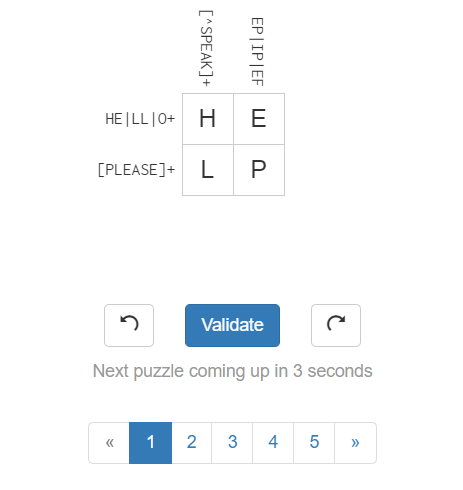 [^SPEAK]+
EP|IP|EF
HE|LL|O+
H E
[PLEASE]+
L P
Validate
Next puzzle coming up in 3 seconds
« 1 2 3 4 5 »